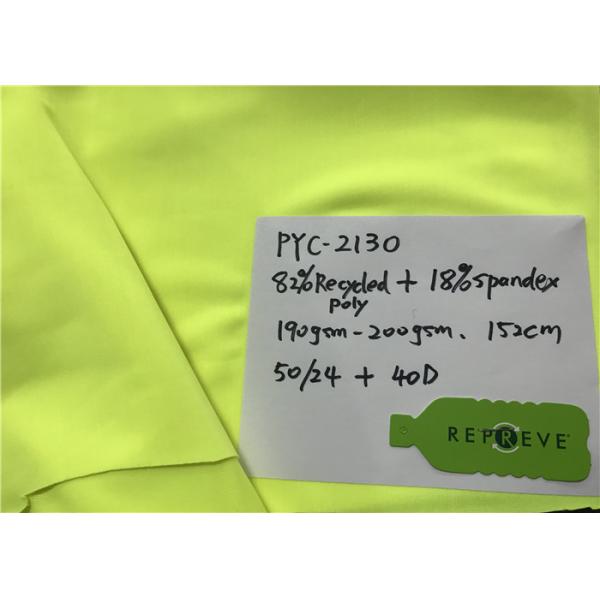 PYC-2130
82% Recycled + 18% spandex
poly
190gsm-200gsm. 152cm
50/24 + 40D
REPREVE®